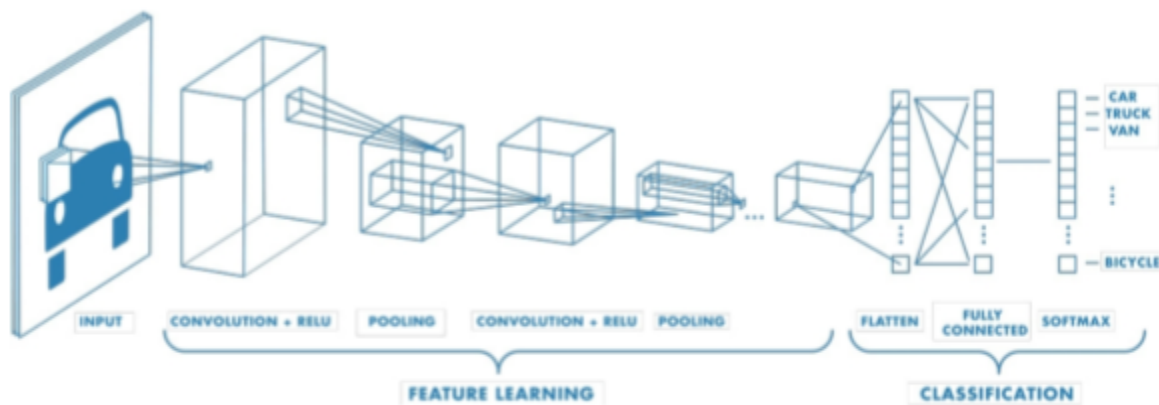 CAR
TRUCK
VAN
BICYCLE
INPUT
CONVOLUTION + RELU
POOLING
CONVOLUTION + RELU
POOLING
FLATTEN
FULLY
CONNECTED
SOFTMAX
FEATURE LEARNING
CLASSIFICATION